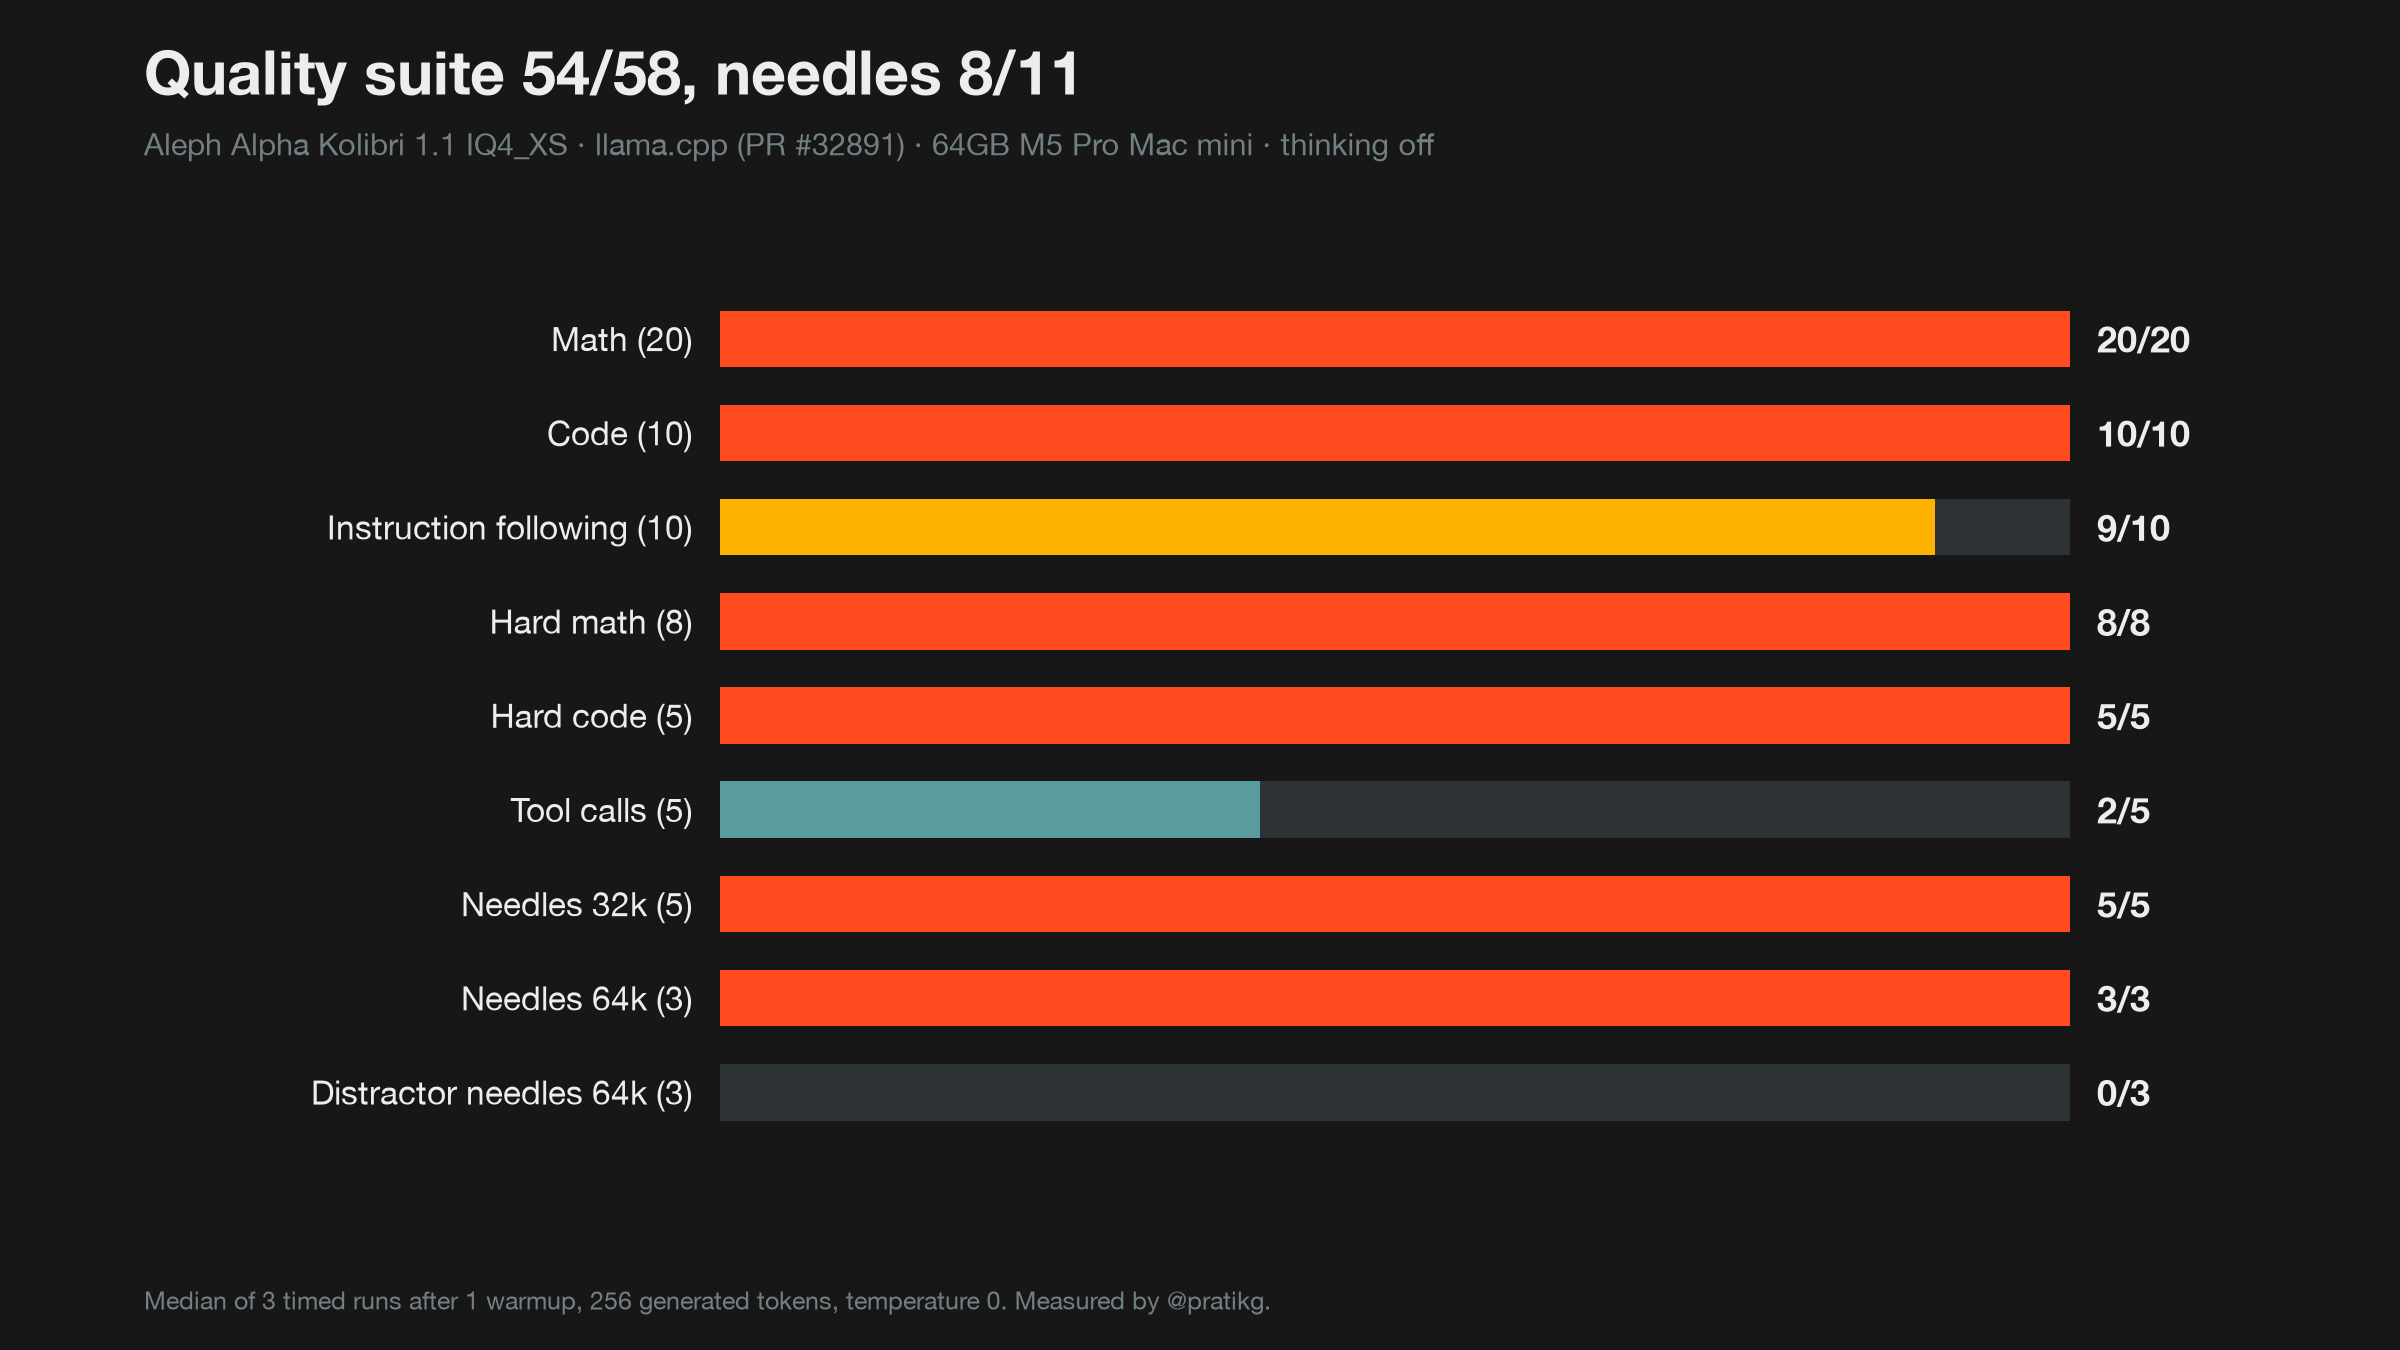 Quality suite 54/58, needles 8/11
Aleph Alpha Kolibri 1.1 IQ4_XS · llama.cpp (PR #32891) · 64GB M5 Pro Mac mini · thinking off
Math (20) 20/20
Code (10) 10/10
Instruction following (10) 9/10
Hard math (8) 8/8
Hard code (5) 5/5
Tool calls (5) 2/5
Needles 32k (5) 5/5
Needles 64k (3) 3/3
Distractor needles 64k (3) 0/3
Median of 3 timed runs after 1 warmup, 256 generated tokens, temperature 0. Measured by @pratikg.